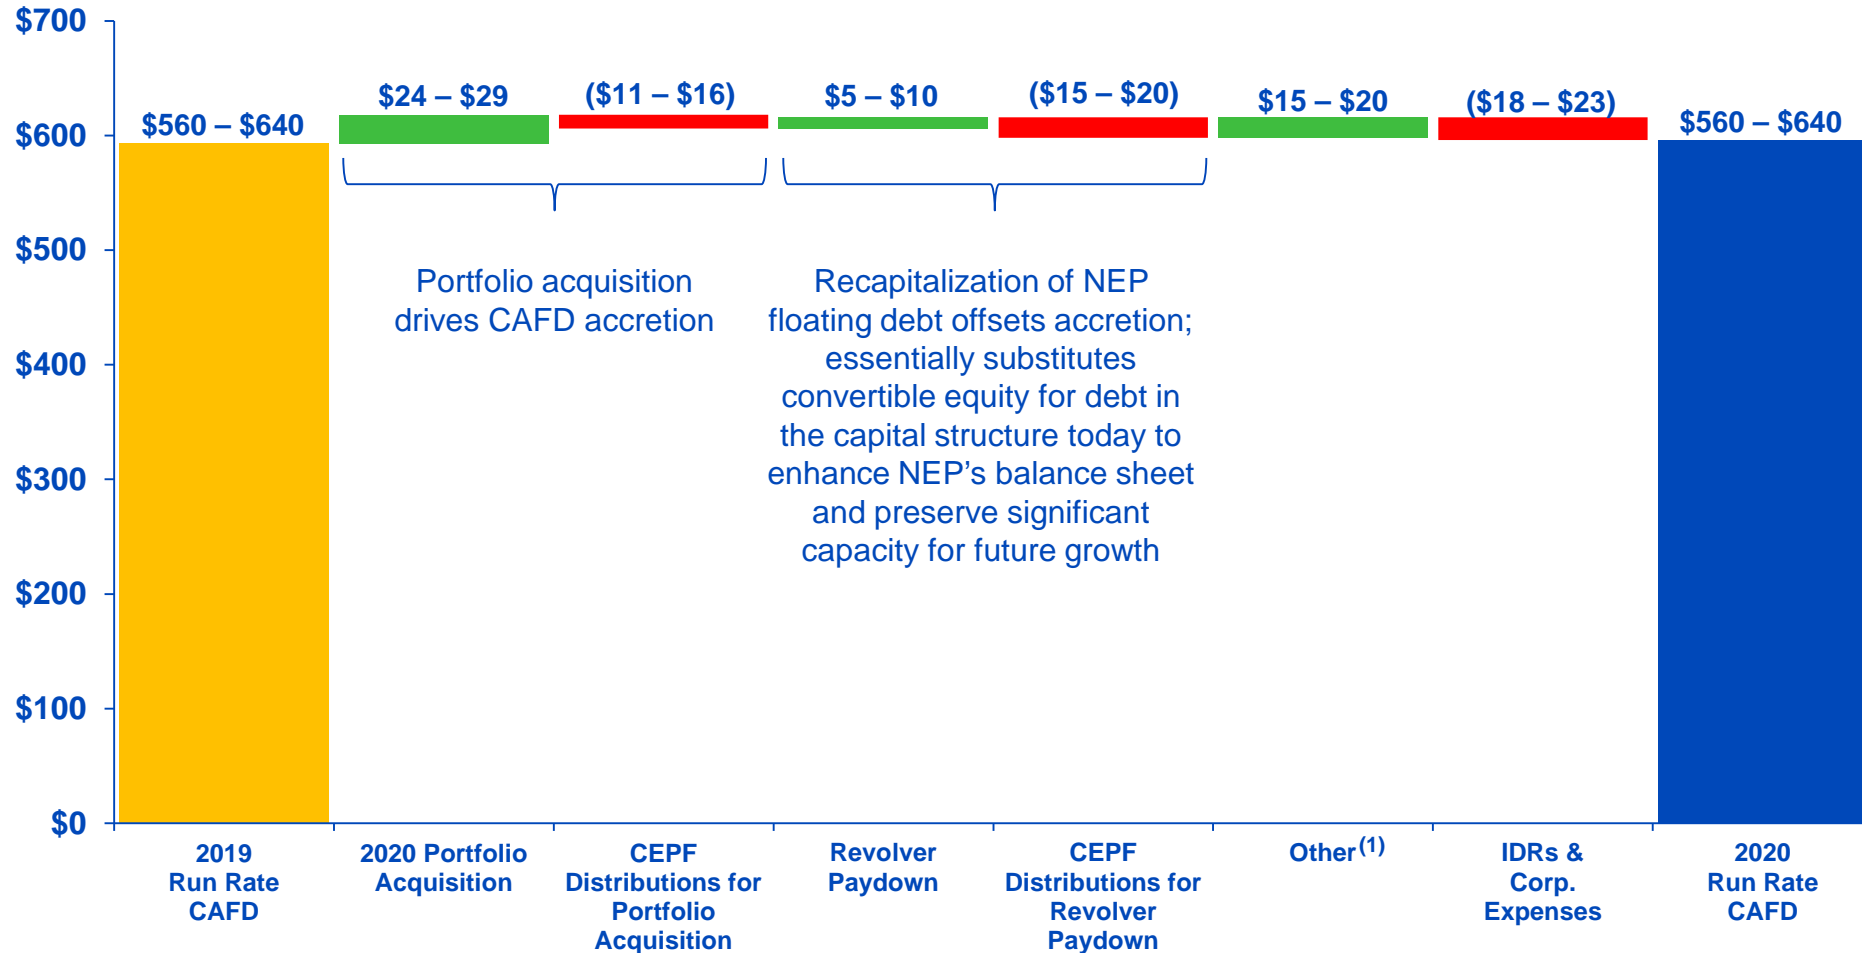 $700
$600
$500
$400
$300
$200
$100
$0
$560 – $640
$24 – $29
($11 – $16)
$5 – $10
($15 – $20)
$15 – $20
($18 – $23)
$560 – $640
Portfolio acquisition
drives CAFD accretion
Recapitalization of NEP
floating debt offsets accretion;
essentially substitutes
convertible equity for debt in
the capital structure today to
enhance NEP’s balance sheet
and preserve significant
capacity for future growth
2019
Run Rate
CAFD
2020 Portfolio
Acquisition
CEPF
Distributions for
Portfolio
Acquisition
Revolver
Paydown
CEPF
Distributions for
Revolver
Paydown
Other(1)
IDRs &
Corp.
Expenses
2020
Run Rate
CAFD